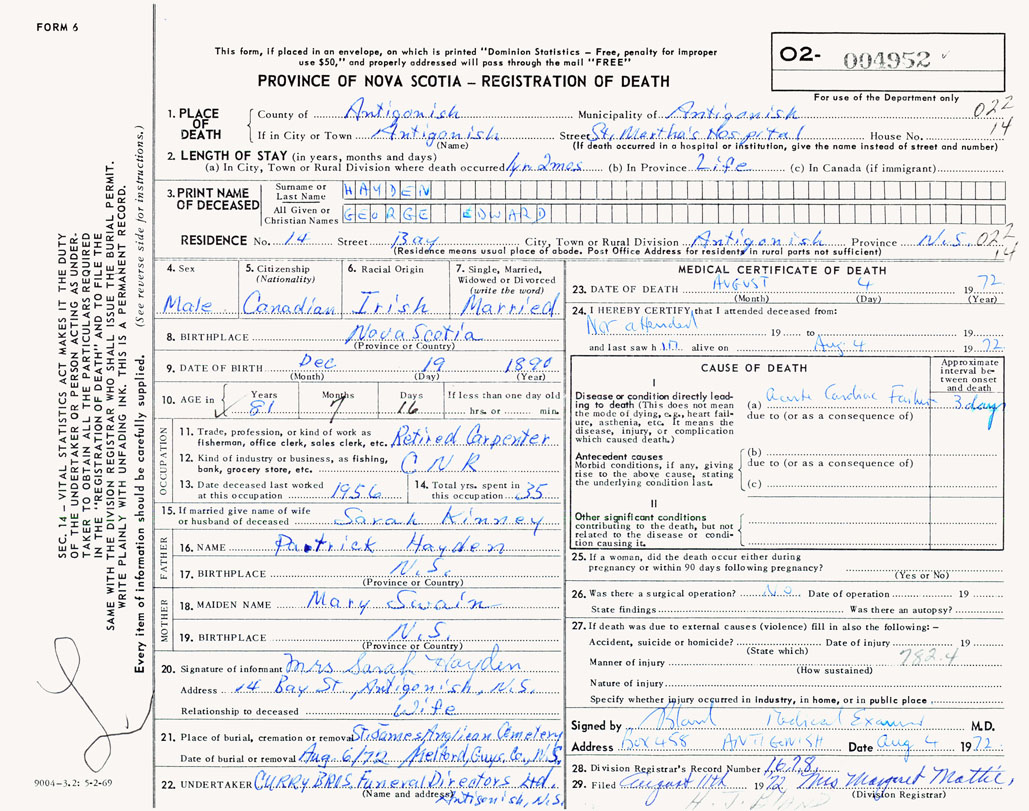 FORM 6
This form, if placed in an envelope, on which is printed "Dominion Statistics – Free, penalty for improper
use $50," and properly addressed will pass through the mail "FREE"
PROVINCE OF NOVA SCOTIA – REGISTRATION OF DEATH
O2- 004952
For use of the Department only
022
14
1. PLACE OF DEATH County of Antigonish Municipality of Antigonish
If in City or Town Antigonish Street St. Martha's Hospital House No.
(Name) (If death occurred in a hospital or institution, give the name instead of street and number)
2. LENGTH OF STAY (in years, months and days)
(a) In City, Town or Rural Division where death occurred 1yr 2mos (b) In Province Life (c) In Canada (if immigrant)
3. PRINT NAME OF DECEASED Surname or Last Name HAYDEN
All Given or Christian Names GEORGE EDWARD
RESIDENCE No. 14 Street Bay City, Town or Rural Division Antigonish Province N.S. 022
(Residence means usual place of abode. Post Office Address for residents in rural parts not sufficient) 14
4. Sex Male
5. Citizenship (Nationality) Canadian
6. Racial Origin Irish
7. Single, Married, Widowed or Divorced (write the word) Married
8. BIRTHPLACE Nova Scotia
(Province or Country)
9. DATE OF BIRTH Dec 19 1890
(Month) (Day) (Year)
10. AGE in Years Months Days If less than one day old
81 7 16 hrs. or min.
OCCUPATION
11. Trade, profession, or kind of work as
fisherman, office clerk, sales clerk, etc. Retired Carpenter
12. Kind of industry or business, as fishing,
bank, grocery store, etc. C N R
13. Date deceased last worked
at this occupation 1956
14. Total yrs. spent in
this occupation 35
15. If married give name of wife
or husband of deceased Sarah Kinney
FATHER
16. NAME Patrick Hayden
17. BIRTHPLACE N.S.
(Province or Country)
MOTHER
18. MAIDEN NAME Mary Swain
19. BIRTHPLACE N.S.
(Province or Country)
20. Signature of informant Mrs Sarah Hayden
Address 14 Bay St, Antigonish, N.S.
Relationship to deceased Wife
21. Place of burial, cremation or removal St. James Anglican Cemetery
Date of burial or removal Aug. 6/72 Melford, Guys. Co., N.S.
22. UNDERTAKER CURRY BROS. Funeral Directors Ltd.
(Name and address) Antigonish, N.S.
MEDICAL CERTIFICATE OF DEATH
23. DATE OF DEATH AUGUST 4 1972
(Month) (Day) (Year)
24. I HEREBY CERTIFY that I attended deceased from:
Not attended 19 to 19
and last saw h im alive on Aug 4 1972
CAUSE OF DEATH
Approximate interval between onset and death
I
Disease or condition directly leading to death (This does not mean the mode of dying, e.g., heart failure, asthenia, etc. It means the disease, injury, or complication which caused death.)
(a) Acute Cardiac Failure 3 days
due to (or as a consequence of)
Antecedent causes
Morbid conditions, if any, giving rise to the above cause, stating the underlying condition last.
(b)
due to (or as a consequence of)
(c)
II
Other significant conditions
contributing to the death, but not related to the disease or condition causing it.
25. If a woman, did the death occur either during
pregnancy or within 90 days following pregnancy?
(Yes or No)
26. Was there a surgical operation? No Date of operation 19
State findings Was there an autopsy?
27. If death was due to external causes (violence) fill in also the following: –
Accident, suicide or homicide? Date of injury 19
(State which)
782.4
Manner of injury
(How sustained)
Nature of injury
Specify whether injury occurred in industry, in home, or in public place
Signed by Bland Medical Examiner M.D.
Address Box 458 ANTIGONISH Date Aug 4 1972
28. Division Registrar's Record Number 1678
29. Filed August 11th 1972 Mrs Margaret Mattie,
(Division Registrar)
SEC. 14 – VITAL STATISTICS ACT MAKES IT THE DUTY
OF THE UNDERTAKER OR PERSON ACTING AS UNDER-
TAKER TO OBTAIN ALL THE PARTICULARS REQUIRED
IN THE "REGISTRATION OF DEATH" AND TO FILE THE
SAME WITH THE DIVISION REGISTRAR WHO SHALL ISSUE THE BURIAL PERMIT.
WRITE PLAINLY WITH UNFADING INK. THIS IS A PERMANENT RECORD.
Every item of information should be carefully supplied. (See reverse side for instructions.)
9004-3.2: 5-2-69